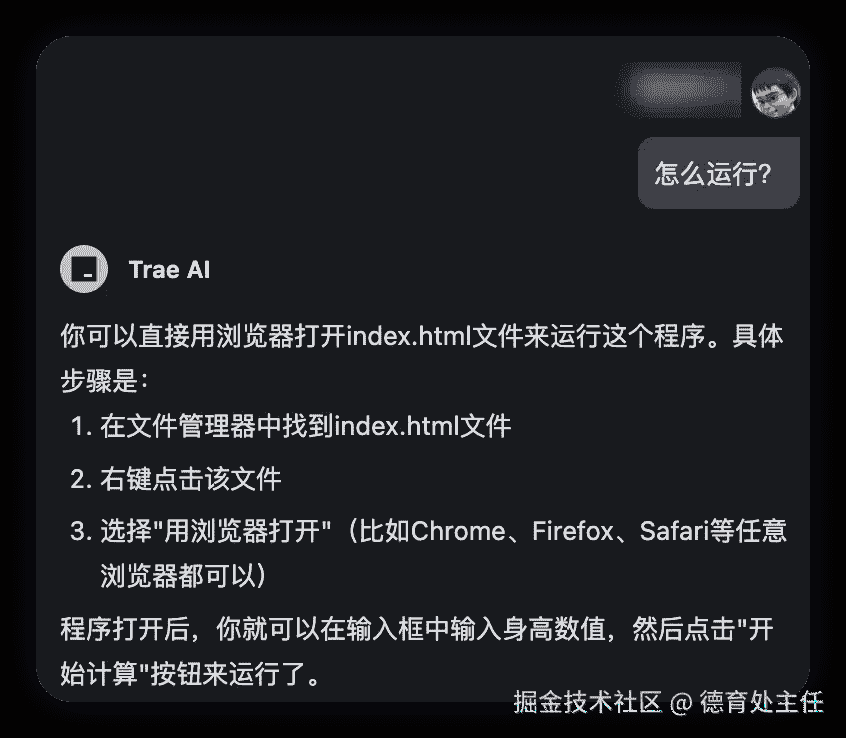 怎么运行?
Trae AI
你可以直接用浏览器打开index.html文件来运行这个程序。具体
步骤是：
1. 在文件管理器中找到index.html文件
2. 右键点击该文件
3. 选择"用浏览器打开"（比如Chrome、Firefox、Safari等任意
浏览器都可以）
程序打开后，你就可以在输入框中输入身高数值，然后点击"开
始计算"按钮来运行了。
掘金技术社区 @ 德育处主任